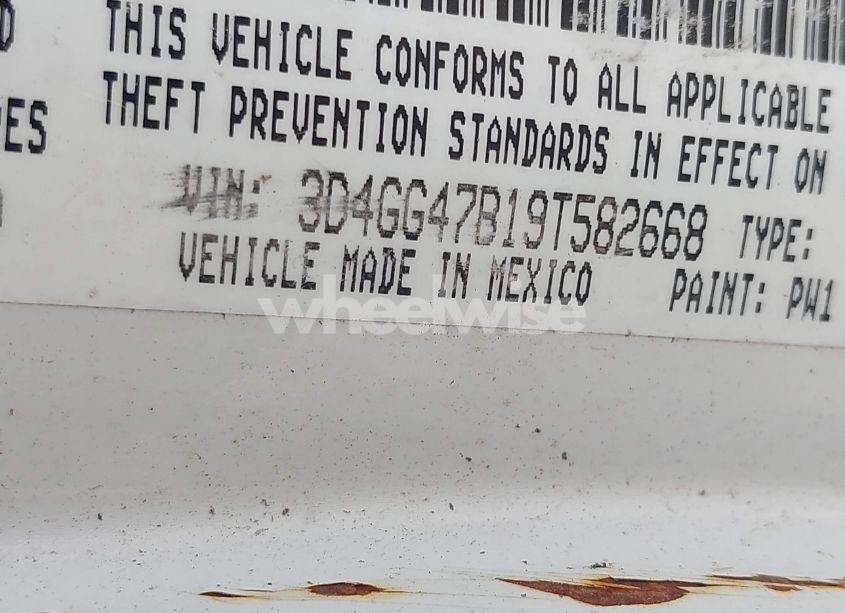 THIS VEHICLE CONFORMS TO ALL APPLICABLE
THEFT PREVENTION STANDARDS IN EFFECT ON
VIN: 3D4GG47B19T582668 TYPE:
VEHICLE MADE IN MEXICO PAINT: PW1
wheelwise